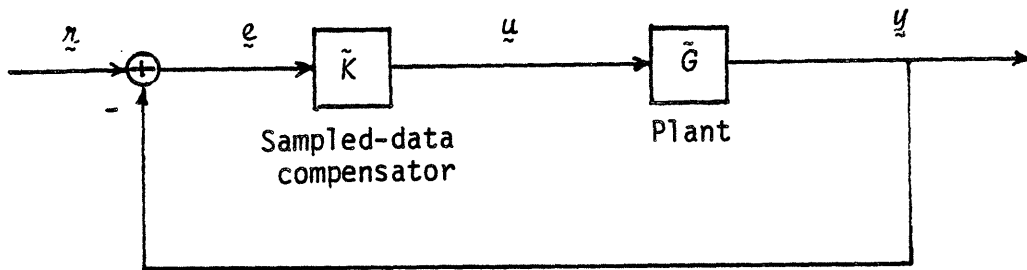 r e u y
K̃ G̃
Sampled-data Plant
compensator
+
-